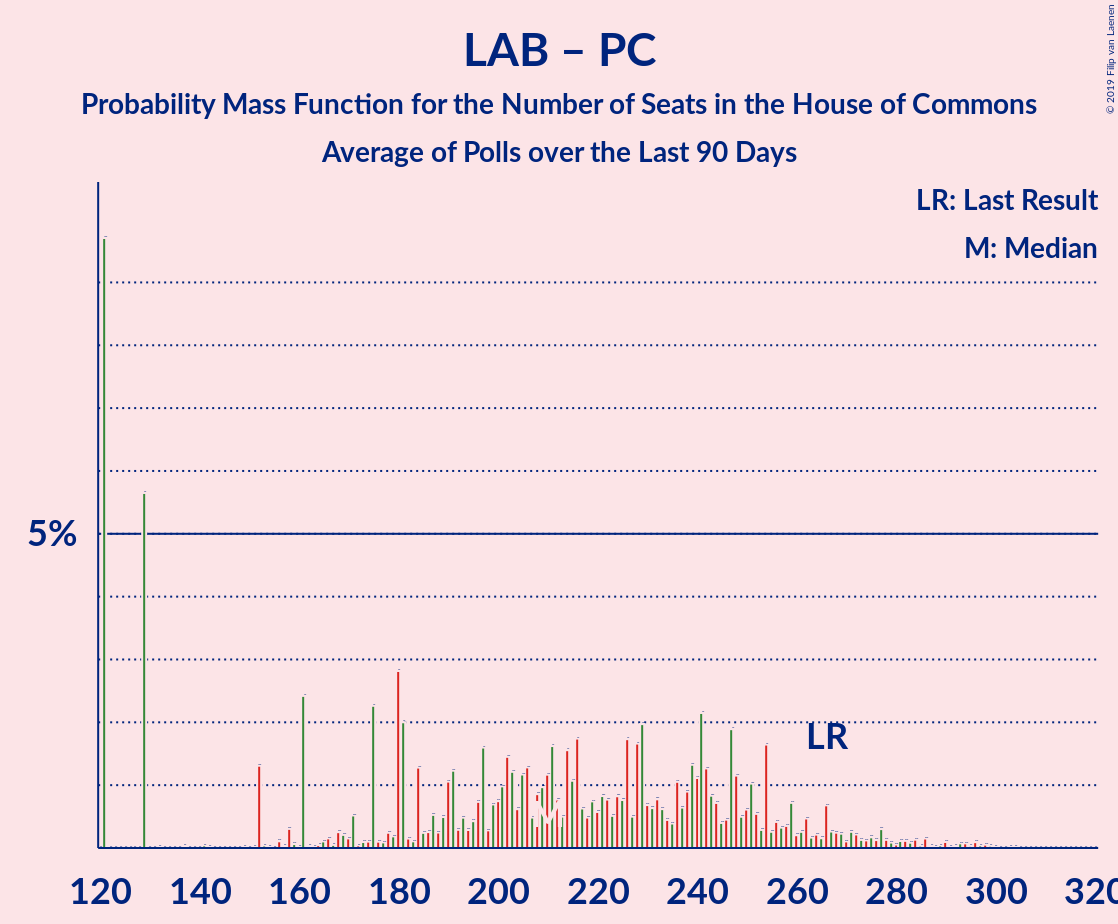 LAB – PC
Probability Mass Function for the Number of Seats in the House of Commons
Average of Polls over the Last 90 Days
© 2019 Filip van Laenen
LR: Last Result
M: Median
5%
LR
M
120 140 160 180 200 220 240 260 280 300 320